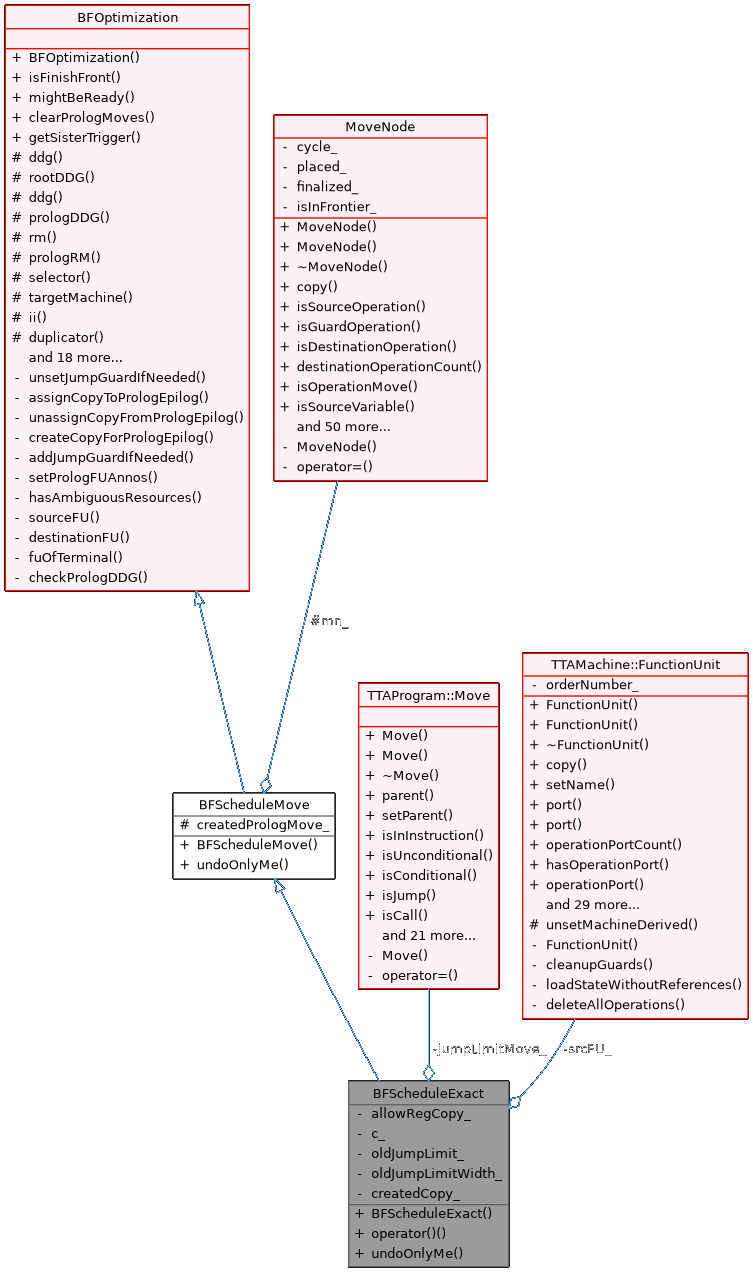 BFOptimization
+ BFOptimization()
+ isFinishFront()
+ mightBeReady()
+ clearPrologMoves()
+ getSisterTrigger()
# ddg()
# rootDDG()
# ddg()
# prologDDG()
# rm()
# prologRM()
# selector()
# targetMachine()
# ii()
# duplicator()
and 18 more...
- unsetJumpGuardIfNeeded()
- assignCopyToPrologEpilog()
- unassignCopyFromPrologEpilog()
- createCopyForPrologEpilog()
- addJumpGuardIfNeeded()
- setPrologFUAnnos()
- hasAmbiguousResources()
- sourceFU()
- destinationFU()
- fuOfTerminal()
- checkPrologDDG()
MoveNode
- cycle_
- placed_
- finalized_
- isInFrontier_
+ MoveNode()
+ MoveNode()
+ ~MoveNode()
+ copy()
+ isSourceOperation()
+ isGuardOperation()
+ isDestinationOperation()
+ destinationOperationCount()
+ isOperationMove()
+ isSourceVariable()
and 50 more...
- MoveNode()
- operator=()
#mn_
BFScheduleMove
# createdPrologMove_
+ BFScheduleMove()
+ undoOnlyMe()
TTAProgram::Move
+ Move()
+ Move()
+ ~Move()
+ parent()
+ setParent()
+ isInInstruction()
+ isUnconditional()
+ isConditional()
+ isJump()
+ isCall()
and 21 more...
- Move()
- operator=()
TTAMachine::FunctionUnit
- orderNumber_
+ FunctionUnit()
+ FunctionUnit()
+ ~FunctionUnit()
+ copy()
+ setName()
+ port()
+ port()
+ operationPortCount()
+ hasOperationPort()
+ operationPort()
and 29 more...
# unsetMachineDerived()
- FunctionUnit()
- cleanupGuards()
- loadStateWithoutReferences()
- deleteAllOperations()
-jumpLimitMove_
-srcFU_
BFScheduleExact
- allowRegCopy_
- c_
- oldJumpLimit_
- oldJumpLimitWidth_
- createdCopy_
+ BFScheduleExact()
+ operator()()
+ undoOnlyMe()